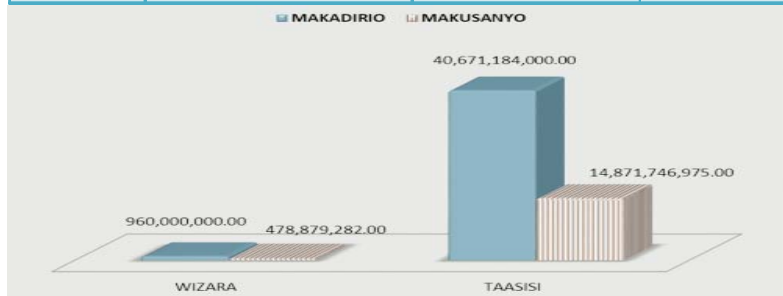 MAKADIRIO MAKUSANYO
40,671,184,000.00
14,871,746,975.00
960,000,000.00
478,879,282.00
WIZARA TAASISI